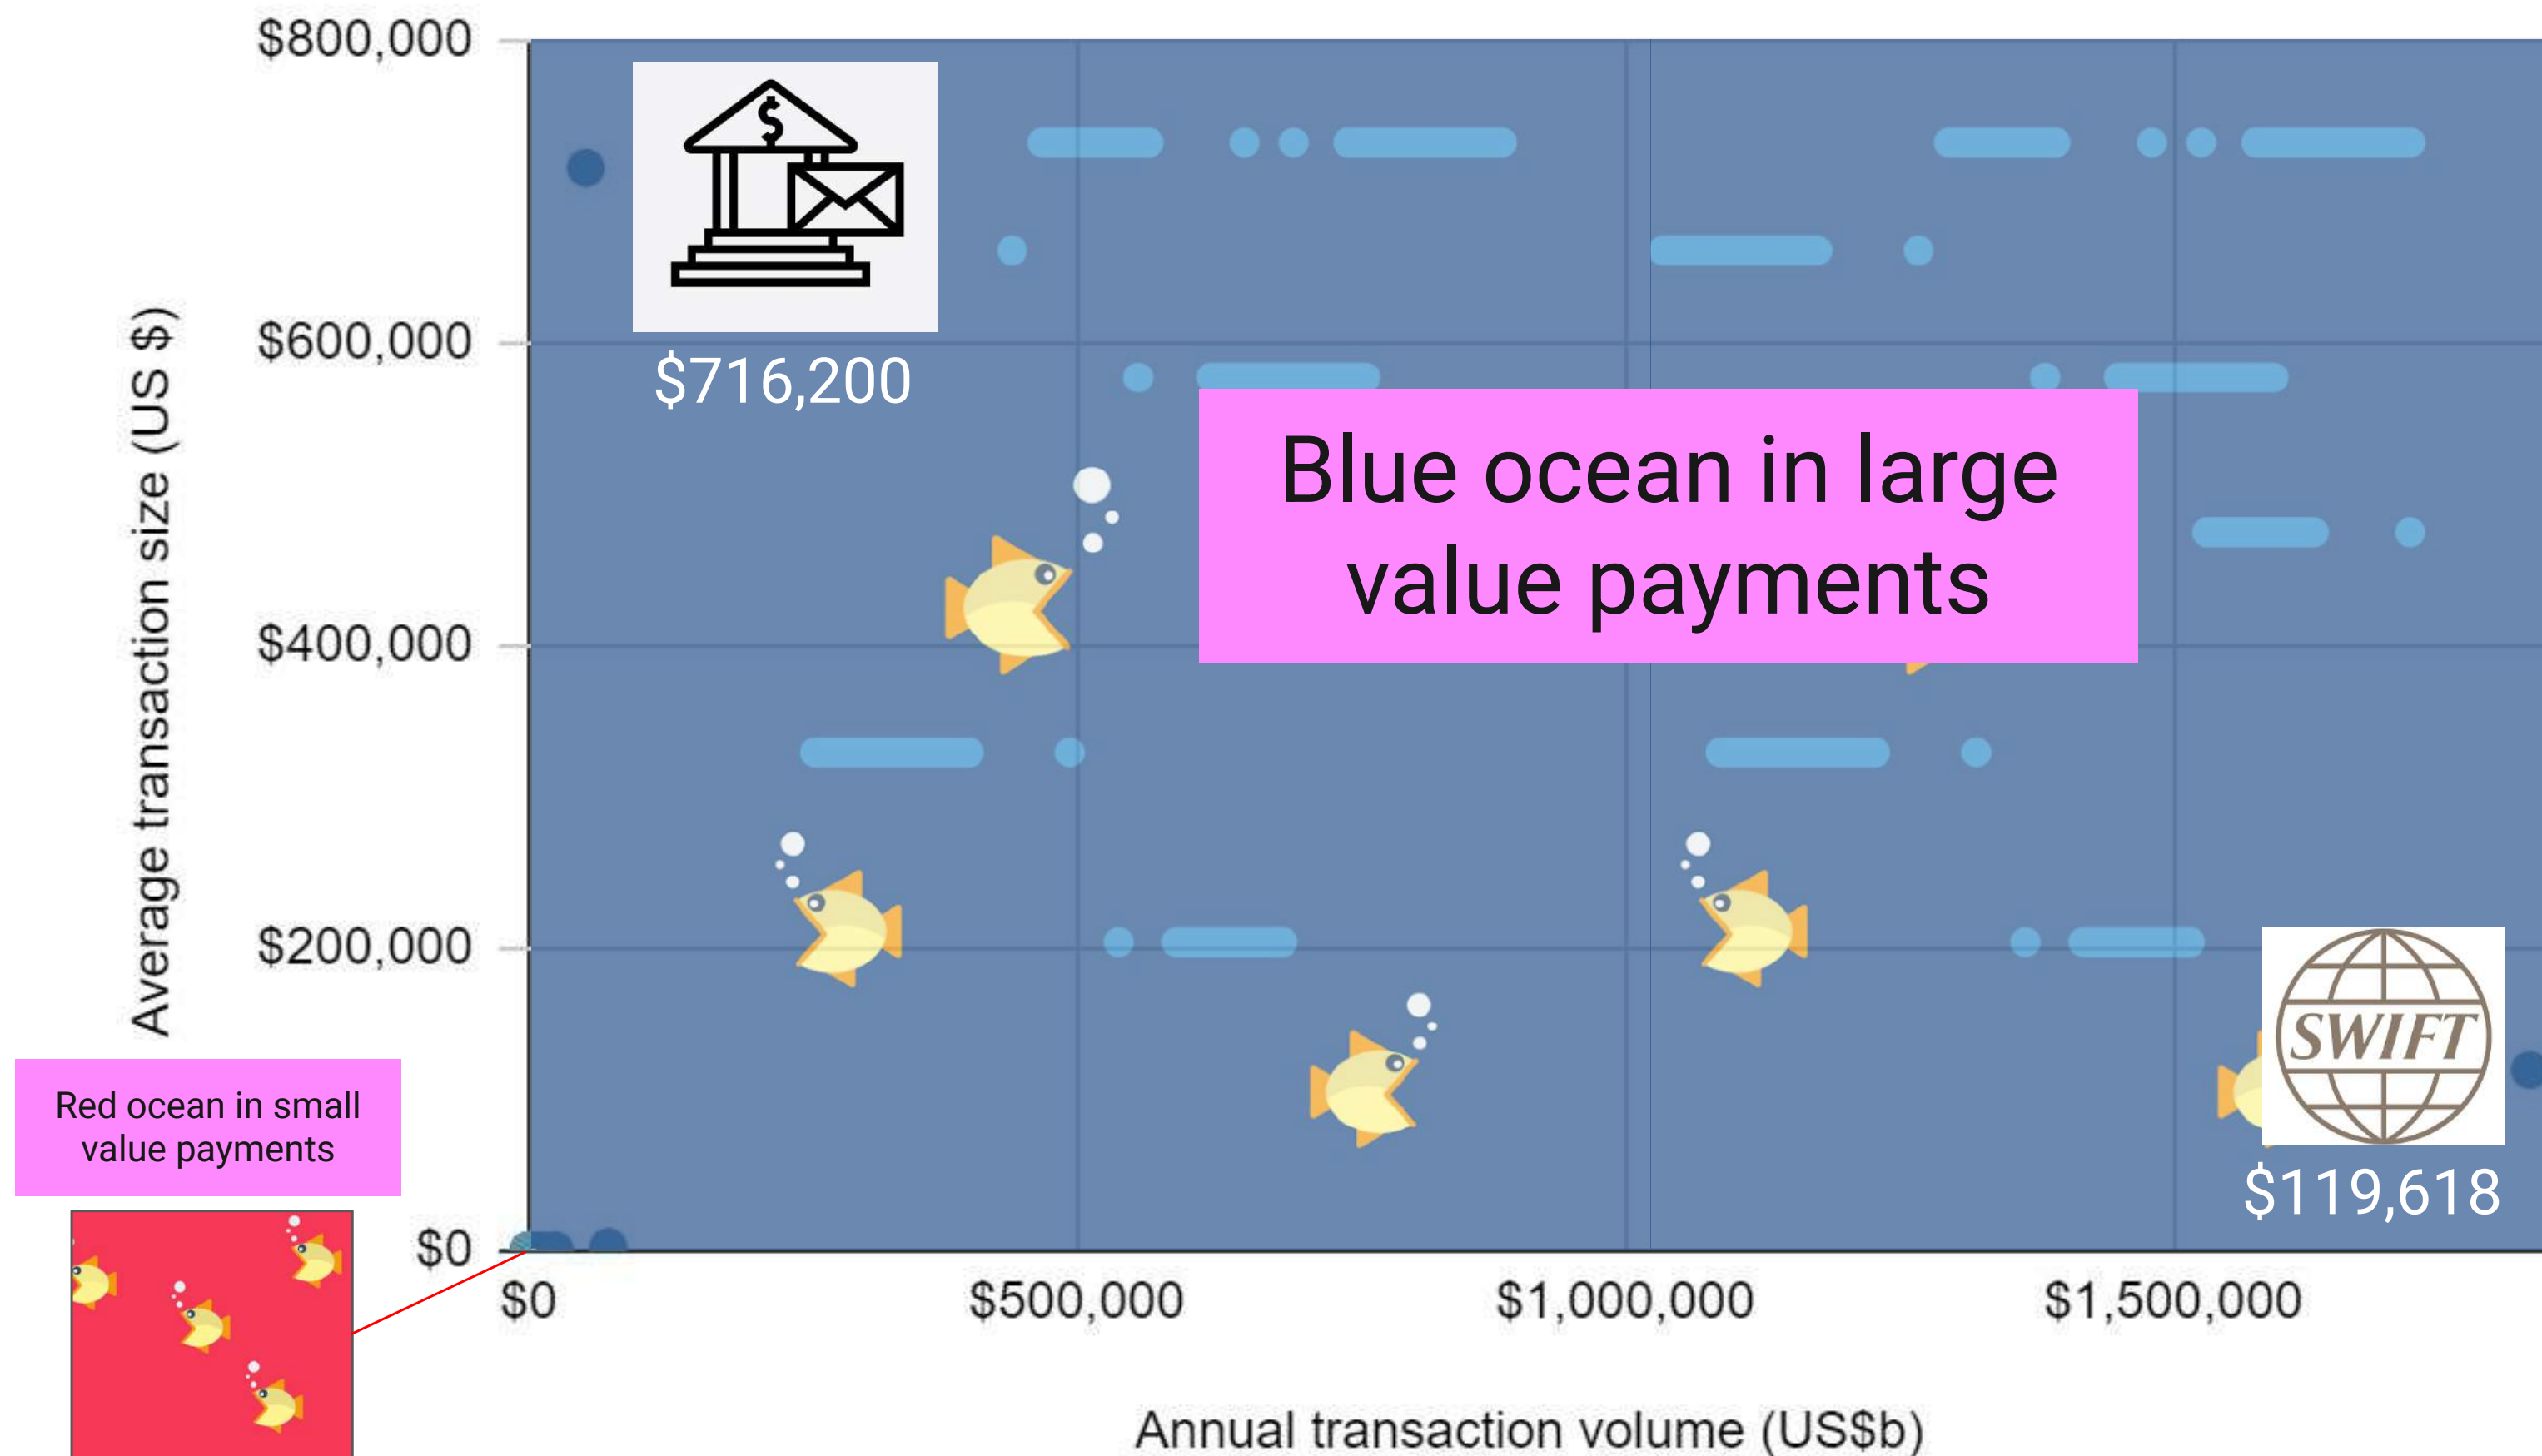 $800,000
$
$716,200
$600,000
Average transaction size (US $)
Blue ocean in large
value payments
$400,000
$200,000
SWIFT
$119,618
Red ocean in small
value payments
$0
$0
$500,000
$1,000,000
$1,500,000
Annual transaction volume (US$b)